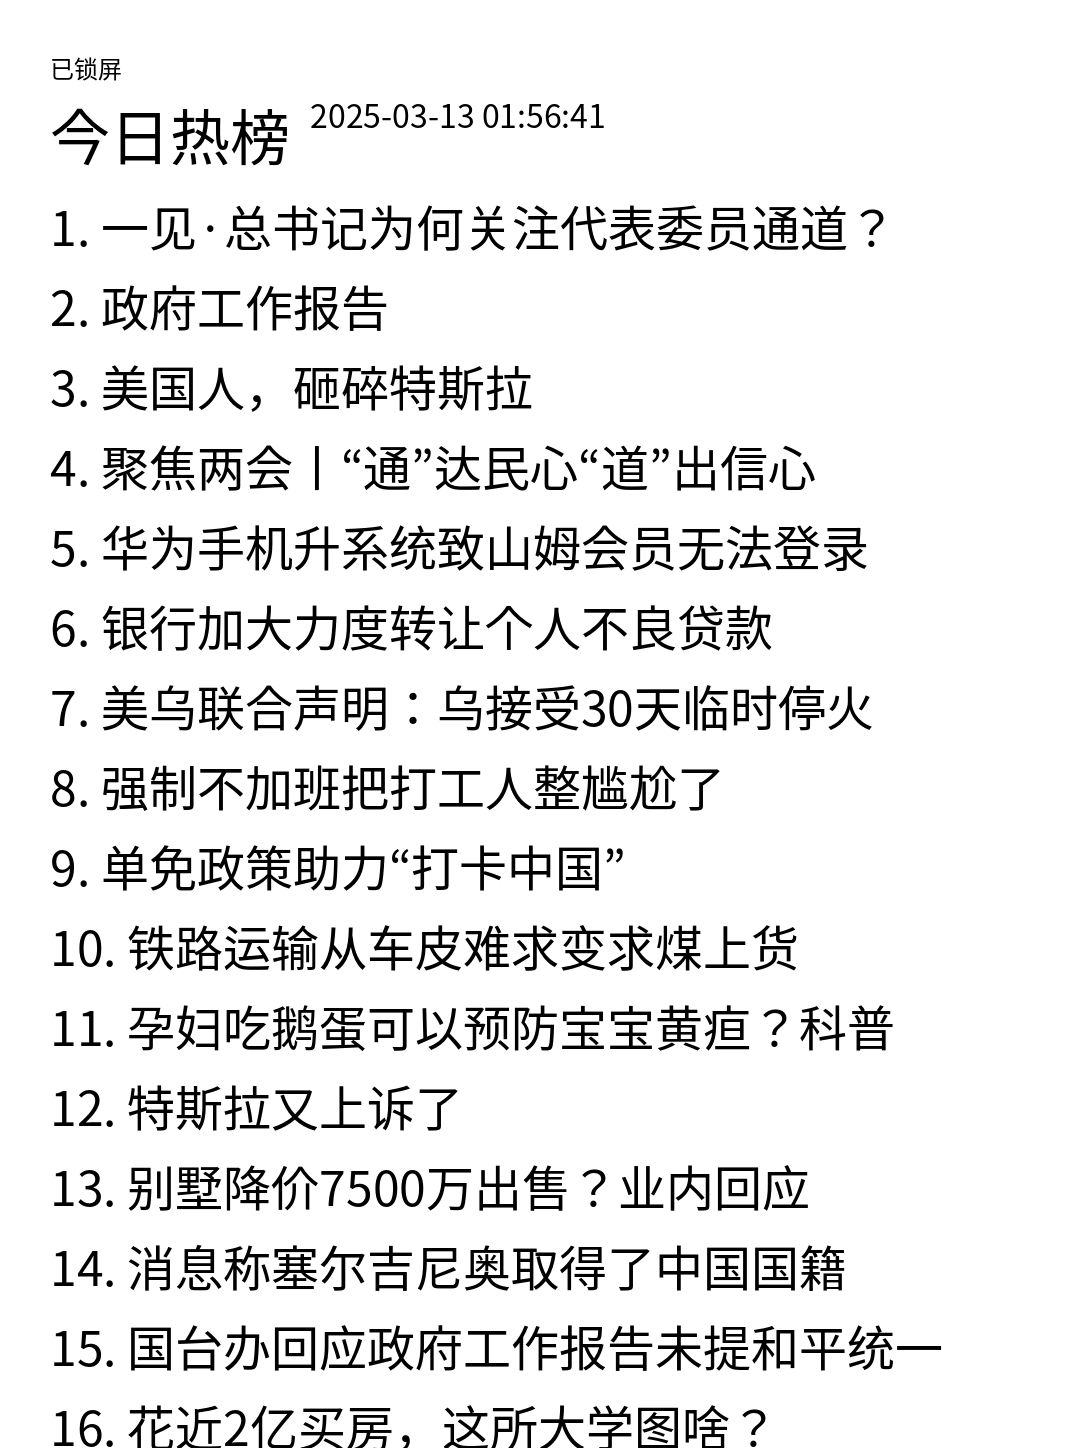 已锁屏
今日热榜 2025-03-13 01:56:41
1. 一见·总书记为何关注代表委员通道？
2. 政府工作报告
3. 美国人，砸碎特斯拉
4. 聚焦两会丨“通”达民心“道”出信心
5. 华为手机升系统致山姆会员无法登录
6. 银行加大力度转让个人不良贷款
7. 美乌联合声明：乌接受30天临时停火
8. 强制不加班把打工人整尴尬了
9. 单免政策助力“打卡中国”
10. 铁路运输从车皮难求变求煤上货
11. 孕妇吃鹅蛋可以预防宝宝黄疸？科普
12. 特斯拉又上诉了
13. 别墅降价7500万出售？业内回应
14. 消息称塞尔吉尼奥取得了中国国籍
15. 国台办回应政府工作报告未提和平统一
16. 花近2亿买房，这所大学图啥？